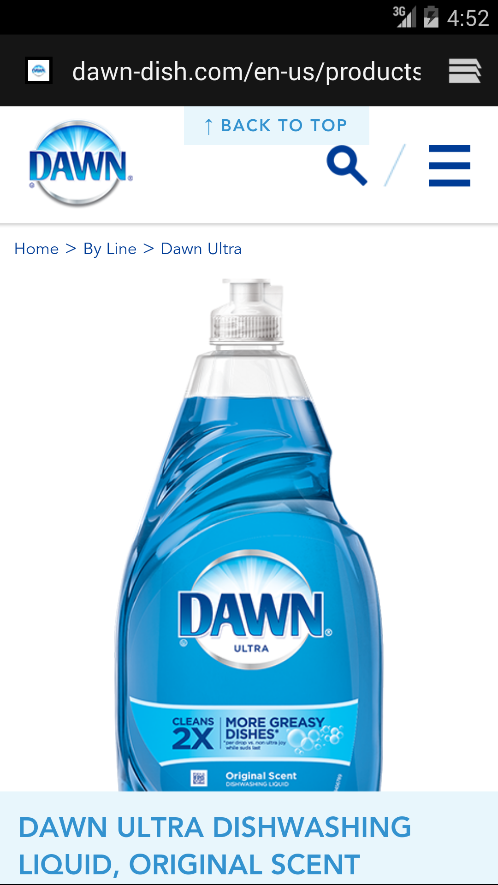 3G 4:52
dawn-dish.com/en-us/products
↑ BACK TO TOP
DAWN
Home > By Line > Dawn Ultra
DAWN
ULTRA
CLEANS
2X
MORE GREASY
DISHES*
*per drop vs. non-ultra joy
while suds last
Original Scent
DISHWASHING LIQUID
DAWN ULTRA DISHWASHING
LIQUID, ORIGINAL SCENT